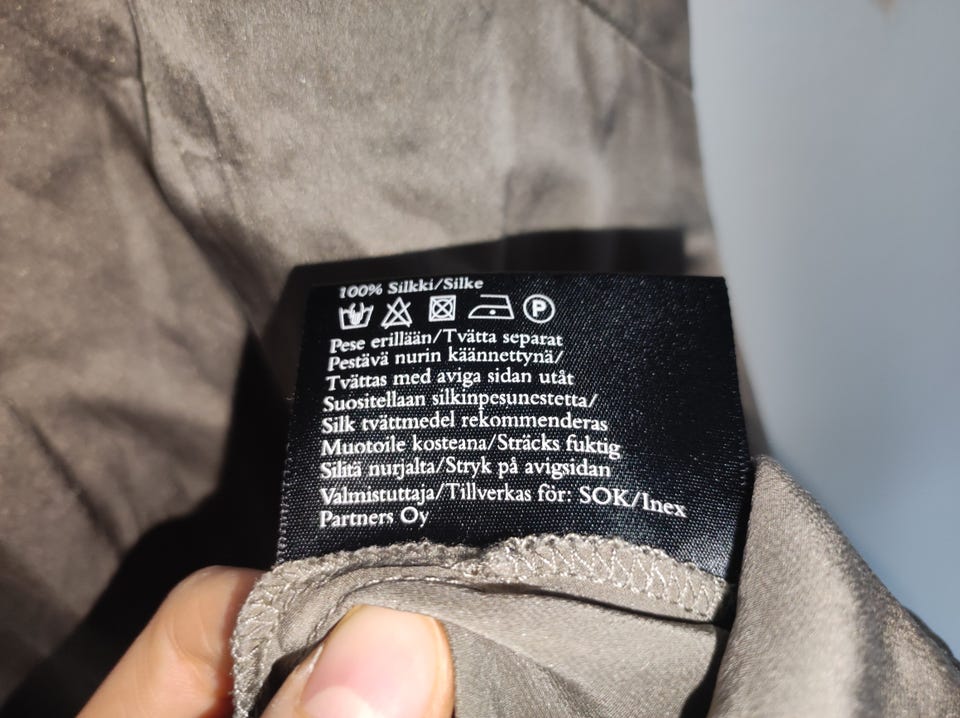 100% Silkki/Silke
P
Pese erillään/Tvätta separat
Pestävä nurin käännettynä/
Tvättas med aviga sidan utåt
Suositellaan silkinpesunestetta/
Silk tvättmedel rekommenderas
Muotoile kosteana/Sträcks fuktig
Silitä nurjalta/Stryk på avigsidan
Valmistuttaja/Tillverkas för: SOK/Inex
Partners Oy